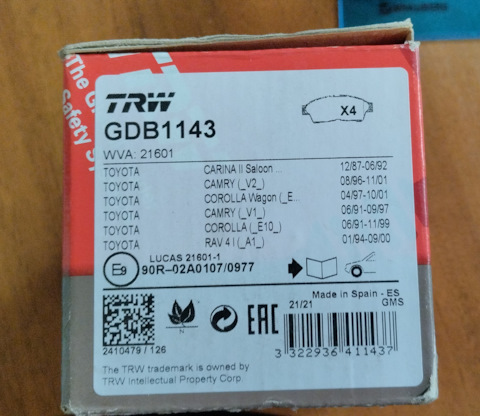 The
Safety
TRW
GDB1143
X4
WVA: 21601
TOYOTA CARINA II Saloon... 12/87-06/92
TOYOTA CAMRY (_V2_) 08/96-11/01
TOYOTA COROLLA Wagon (_E... 04/97-10/01
TOYOTA CAMRY (_V1_) 06/91-09/97
TOYOTA COROLLA (_E10_) 06/91-11/99
TOYOTA RAV 4 I (_A1_) 01/94-09/00
LUCAS 21601-1
E9 90R-02A0107/0977
Made in Spain - ES
21/21 GMS
N
EAC
2410479 / 126
3 322936 411437
The TRW trademark is owned by
TRW Intellectual Property Corp.